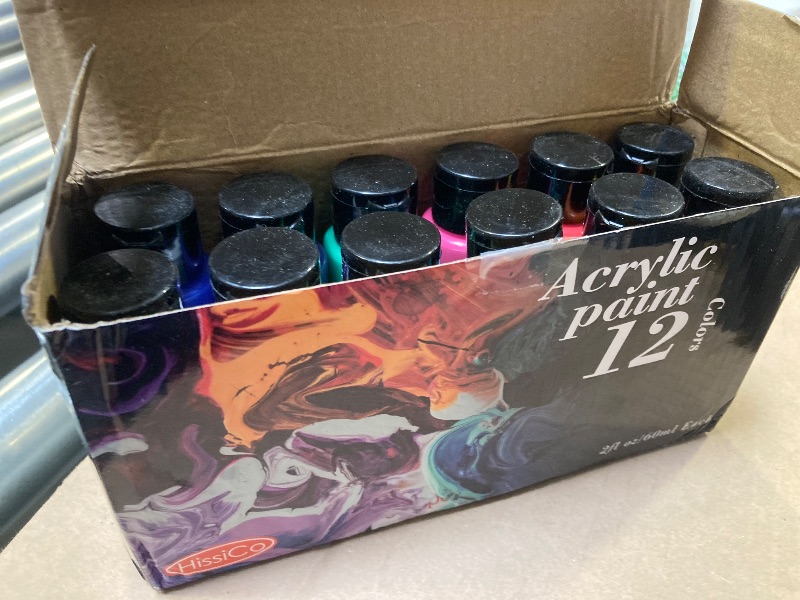 Acrylic
paint
12
Colors
2fl oz/60ml Each
HissiCo